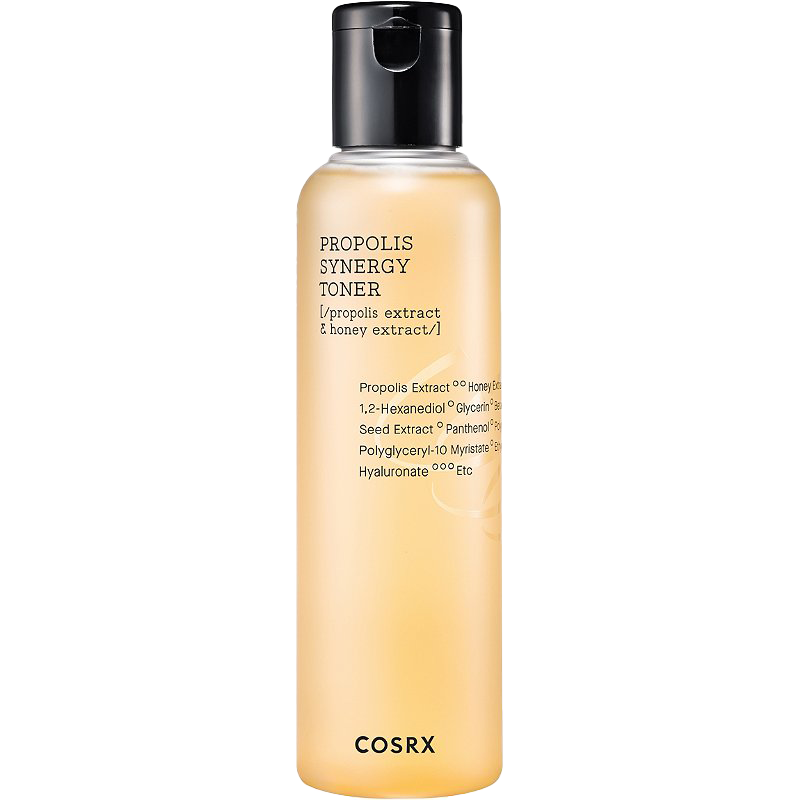 PROPOLIS
SYNERGY
TONER
[/propolis extract
& honey extract/]
Propolis Extract °° Honey
1,2-Hexanediol ° Glycerin °
Seed Extract ° Panthenol °
Polyglyceryl-10 Myristate °
Hyaluronate °°° Etc
COSRX